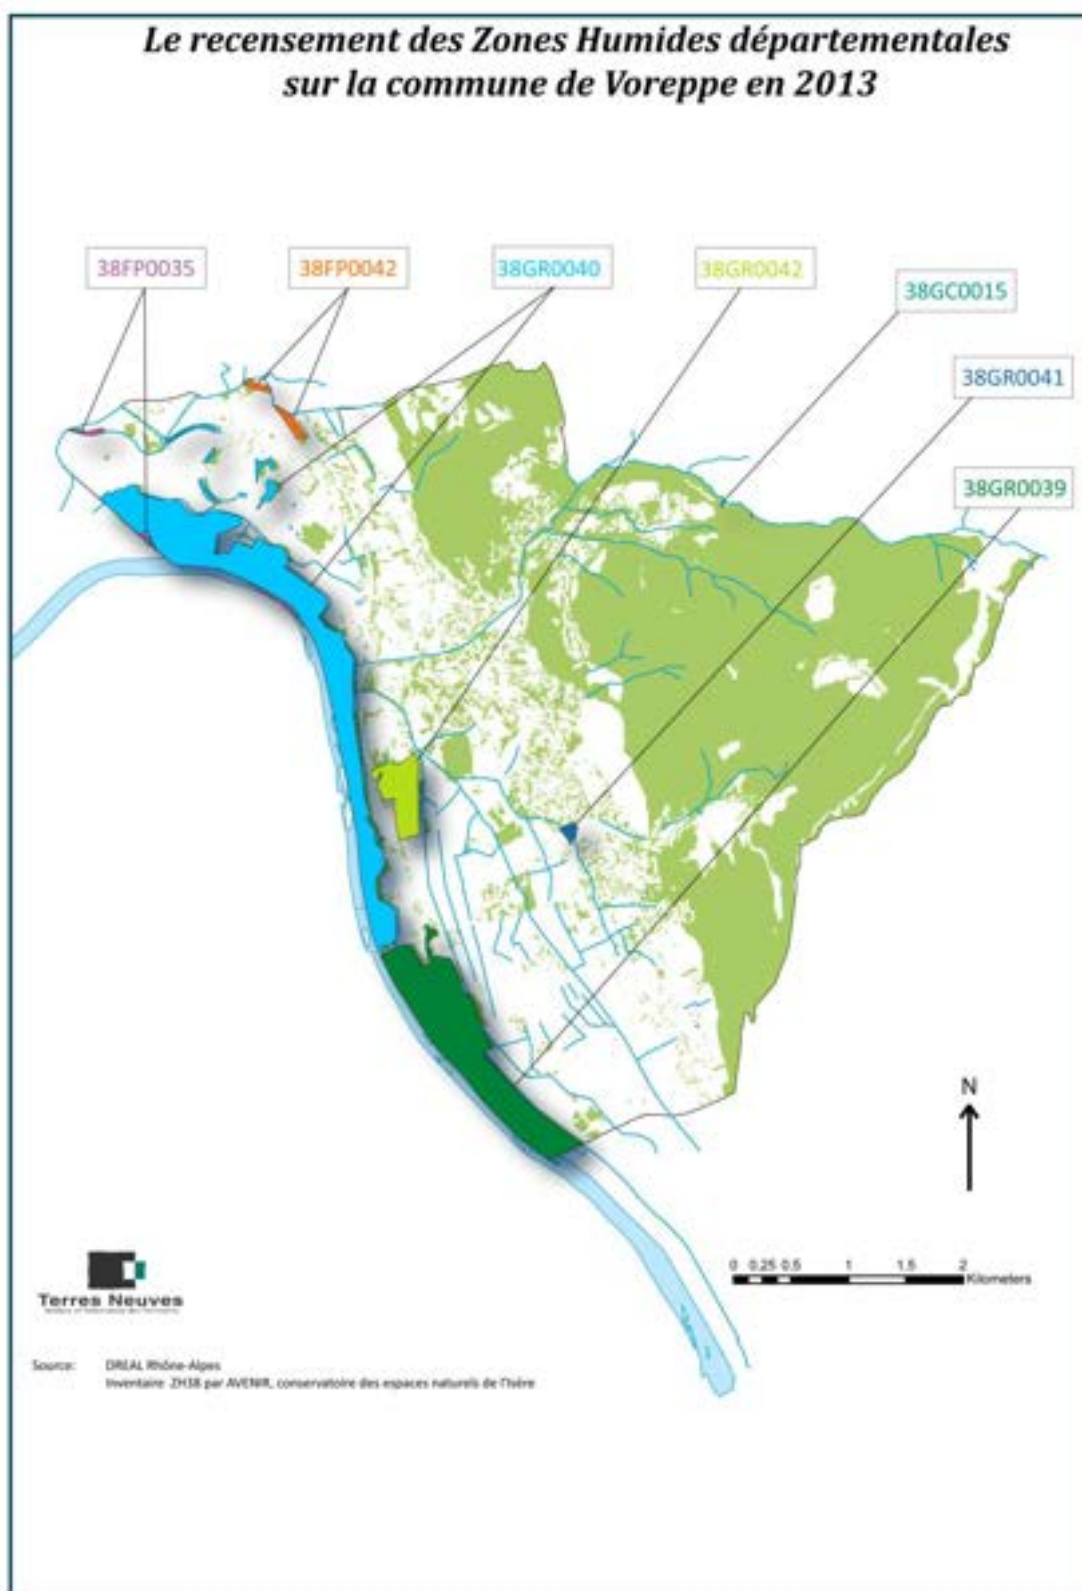 Le recensement des Zones Humides départementales
sur la commune de Voreppe en 2013
38FP0035
38FP0042
38GR0040
38GR0042
38GC0015
38GR0041
38GR0039
N
0 0.25 0.5 1 1.5 2
Kilometers
Terres Neuves
Source: DREAL Rhône-Alpes
Inventaire ZH38 par AVENIR, conservatoire des espaces naturels de l'Isère